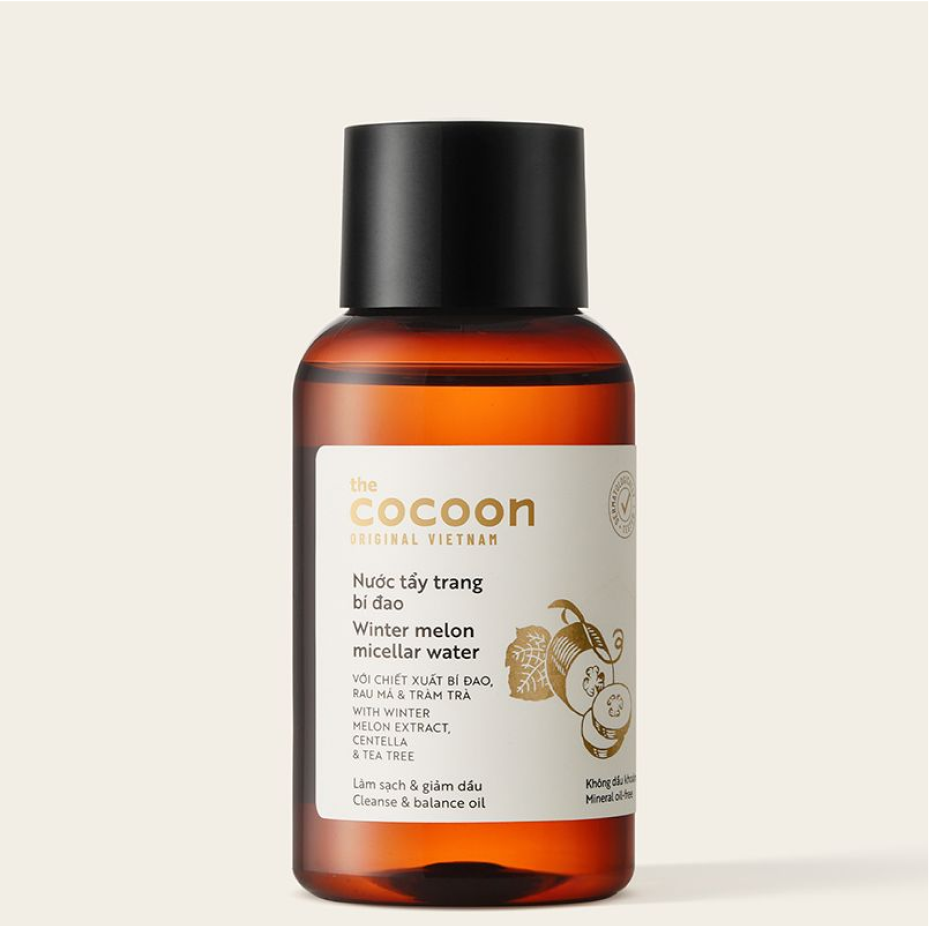 the
cocoon
ORIGINAL VIETNAM
Nước tẩy trang
bí đao
Winter melon
micellar water
VỚI CHIẾT XUẤT BÍ ĐAO,
RAU MÁ & TRÀM TRÀ
WITH WINTER
MELON EXTRACT,
CENTELLA
& TEA TREE
Làm sạch & giảm dầu
Cleanse & balance oil
Không dầu
Mineral oil-free